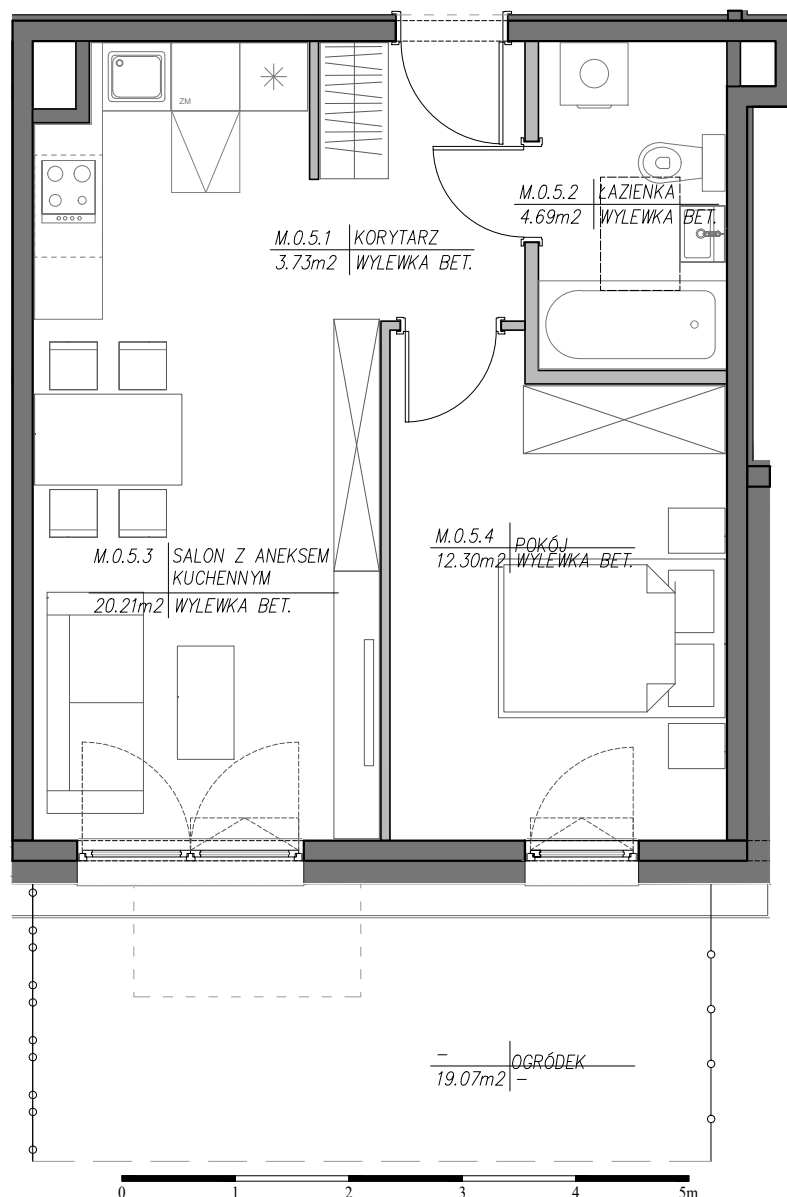 ZM
M.0.5.2 ŁAZIENKA
4.69m2 WYLEWKA BET.
M.0.5.1 KORYTARZ
3.73m2 WYLEWKA BET.
M.0.5.3 SALON Z ANEKSEM
KUCHENNYM
20.21m2 WYLEWKA BET.
M.0.5.4 POKÓJ
12.30m2 WYLEWKA BET.
– OGRÓDEK
19.07m2 –
0 1 2 3 4 5m